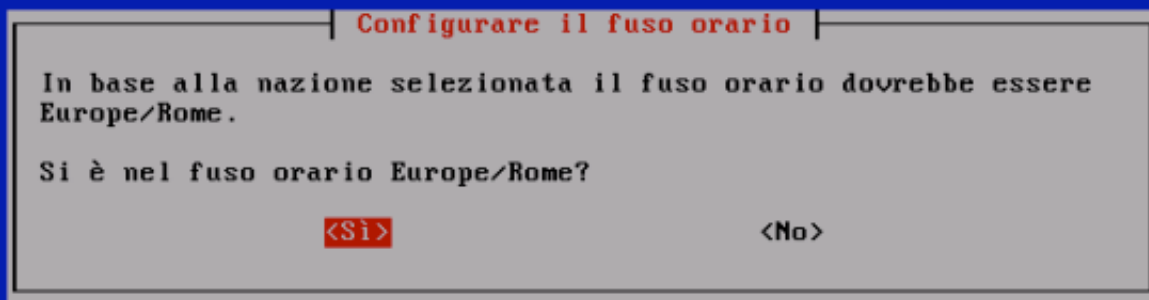 Configurare il fuso orario
In base alla nazione selezionata il fuso orario dovrebbe essere
Europe/Rome.
Si è nel fuso orario Europe/Rome?
<Sì> <No>